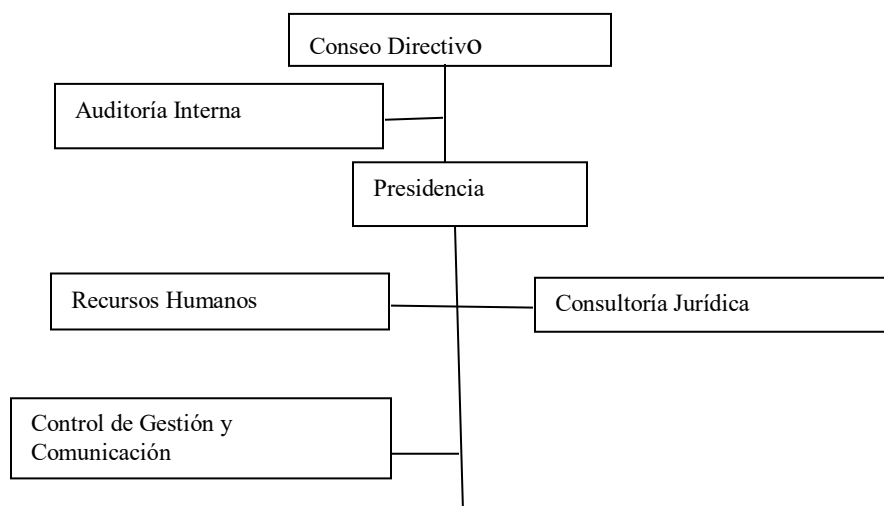 Conseo Directivo
Auditoría Interna
Presidencia
Recursos Humanos
Consultoría Jurídica
Control de Gestión y
Comunicación